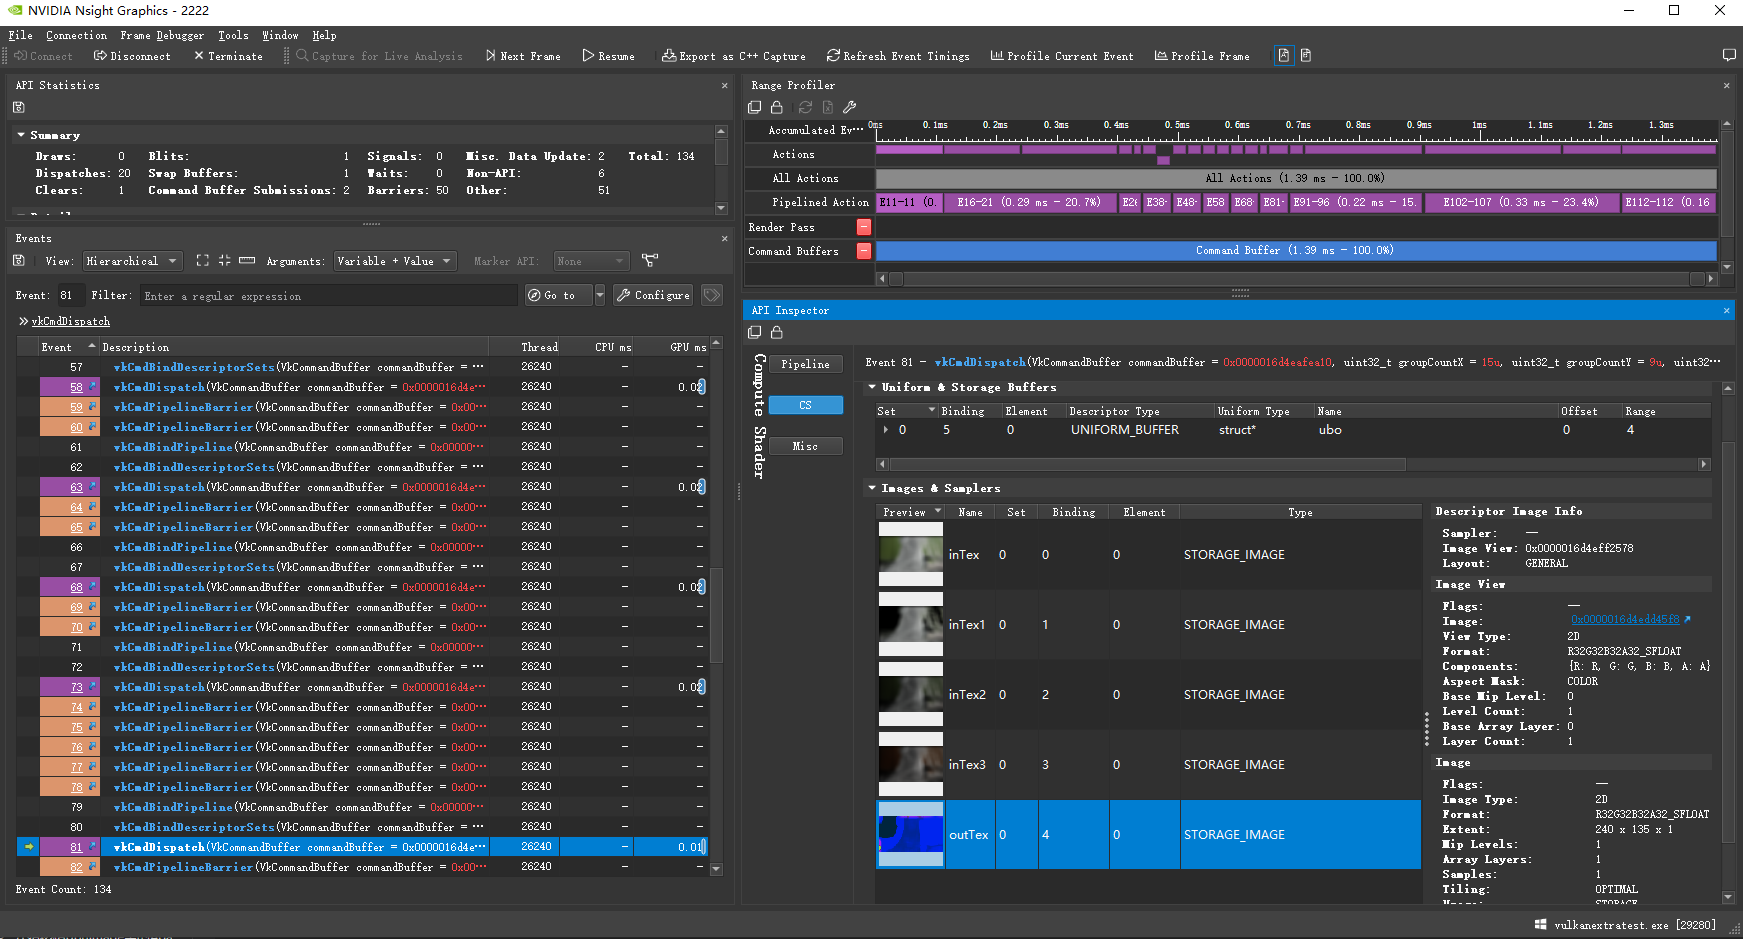 NVIDIA Nsight Graphics - 2222
File Connection Frame Debugger Tools Window Help
Connect Disconnect Terminate Capture for Live Analysis Next Frame Resume Export as C++ Capture Refresh Event Timings Profile Current Event Profile Frame
API Statistics
Summary
Draws: 0 Blits: 1 Signals: 0 Misc. Data Update: 2 Total: 134
Dispatches: 20 Swap Buffers: 1 Waits: 0 Non-API: 6
Clears: 1 Command Buffer Submissions: 2 Barriers: 50 Other: 51
Events
View: Hierarchical Arguments: Variable + Value Marker API: None
Event: 81 Filter: Enter a regular expression Go to Configure
vkCmdDispatch
Event Description Thread CPU ms GPU ms
57 vkCmdBindDescriptorSets(VkCommandBuffer commandBuffer = ··· 26240 — —
58 vkCmdDispatch(VkCommandBuffer commandBuffer = 0x0000016d4e··· 26240 — 0.02
59 vkCmdPipelineBarrier(VkCommandBuffer commandBuffer = 0x00··· 26240 — —
60 vkCmdPipelineBarrier(VkCommandBuffer commandBuffer = 0x00··· 26240 — —
61 vkCmdBindPipeline(VkCommandBuffer commandBuffer = 0x00000··· 26240 — —
62 vkCmdBindDescriptorSets(VkCommandBuffer commandBuffer = ··· 26240 — —
63 vkCmdDispatch(VkCommandBuffer commandBuffer = 0x0000016d4e··· 26240 — 0.02
64 vkCmdPipelineBarrier(VkCommandBuffer commandBuffer = 0x00··· 26240 — —
65 vkCmdPipelineBarrier(VkCommandBuffer commandBuffer = 0x00··· 26240 — —
66 vkCmdBindPipeline(VkCommandBuffer commandBuffer = 0x00000··· 26240 — —
67 vkCmdBindDescriptorSets(VkCommandBuffer commandBuffer = ··· 26240 — —
68 vkCmdDispatch(VkCommandBuffer commandBuffer = 0x0000016d4e··· 26240 — 0.02
69 vkCmdPipelineBarrier(VkCommandBuffer commandBuffer = 0x00··· 26240 — —
70 vkCmdPipelineBarrier(VkCommandBuffer commandBuffer = 0x00··· 26240 — —
71 vkCmdBindPipeline(VkCommandBuffer commandBuffer = 0x00000··· 26240 — —
72 vkCmdBindDescriptorSets(VkCommandBuffer commandBuffer = ··· 26240 — —
73 vkCmdDispatch(VkCommandBuffer commandBuffer = 0x0000016d4e··· 26240 — 0.02
74 vkCmdPipelineBarrier(VkCommandBuffer commandBuffer = 0x00··· 26240 — —
75 vkCmdPipelineBarrier(VkCommandBuffer commandBuffer = 0x00··· 26240 — —
76 vkCmdPipelineBarrier(VkCommandBuffer commandBuffer = 0x00··· 26240 — —
77 vkCmdPipelineBarrier(VkCommandBuffer commandBuffer = 0x00··· 26240 — —
78 vkCmdPipelineBarrier(VkCommandBuffer commandBuffer = 0x00··· 26240 — —
79 vkCmdBindPipeline(VkCommandBuffer commandBuffer = 0x00000··· 26240 — —
80 vkCmdBindDescriptorSets(VkCommandBuffer commandBuffer = ··· 26240 — —
81 vkCmdDispatch(VkCommandBuffer commandBuffer = 0x0000016d4e··· 26240 — 0.01
82 vkCmdPipelineBarrier(VkCommandBuffer commandBuffer = 0x00··· 26240 — —
Event Count: 134
Range Profiler
Accumulated Ev··· 0ms 0.1ms 0.2ms 0.3ms 0.4ms 0.5ms 0.6ms 0.7ms 0.8ms 0.9ms 1ms 1.1ms 1.2ms 1.3ms
Actions
All Actions All Actions (1.39 ms - 100.0%)
Pipelined Action E11-11 (0. E16-21 (0.29 ms - 20.7%) E2 E38- E48- E58 E68- E81- E91-96 (0.22 ms - 15. E102-107 (0.33 ms - 23.4%) E112-112 (0.16
Render Pass
Command Buffers Command Buffer (1.39 ms - 100.0%)
API Inspector
Compute Shader
Pipeline
CS
Misc
Event 81 - vkCmdDispatch(VkCommandBuffer commandBuffer = 0x0000016d4eafea10, uint32_t groupCountX = 15u, uint32_t groupCountY = 9u, uint32···
Uniform & Storage Buffers
Set Binding Element Descriptor Type Uniform Type Name Offset Range
0 5 0 UNIFORM_BUFFER struct* ubo 0 4
Images & Samplers
Preview Name Set Binding Element Type
inTex 0 0 0 STORAGE_IMAGE
inTex1 0 1 0 STORAGE_IMAGE
inTex2 0 2 0 STORAGE_IMAGE
inTex3 0 3 0 STORAGE_IMAGE
outTex 0 4 0 STORAGE_IMAGE
Descriptor Image Info
Sampler: —
Image View: 0x0000016d4eff2578
Layout: GENERAL
Image View
Flags: —
Image: 0x0000016d4edd45f8
View Type: 2D
Format: R32G32B32A32_SFLOAT
Components: {R: R, G: G, B: B, A: A}
Aspect Mask: COLOR
Base Mip Level: 0
Level Count: 1
Base Array Layer: 0
Layer Count: 1
Image
Flags: —
Image Type: 2D
Format: R32G32B32A32_SFLOAT
Extent: 240 x 135 x 1
Mip Levels: 1
Array Layers: 1
Samples: 1
Tiling: OPTIMAL
vulkanextratest.exe [29280]